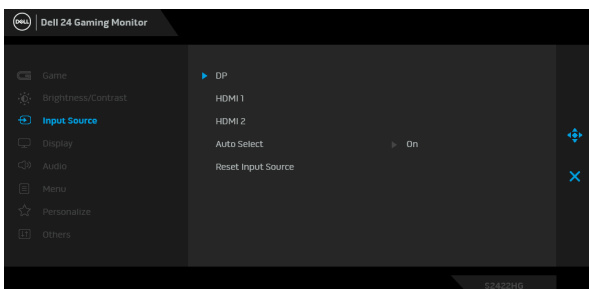 DELL Dell 24 Gaming Monitor
Game
Brightness/Contrast
Input Source
Display
Audio
Menu
Personalize
Others
DP
HDMI 1
HDMI 2
Auto Select On
Reset Input Source
S2422HG